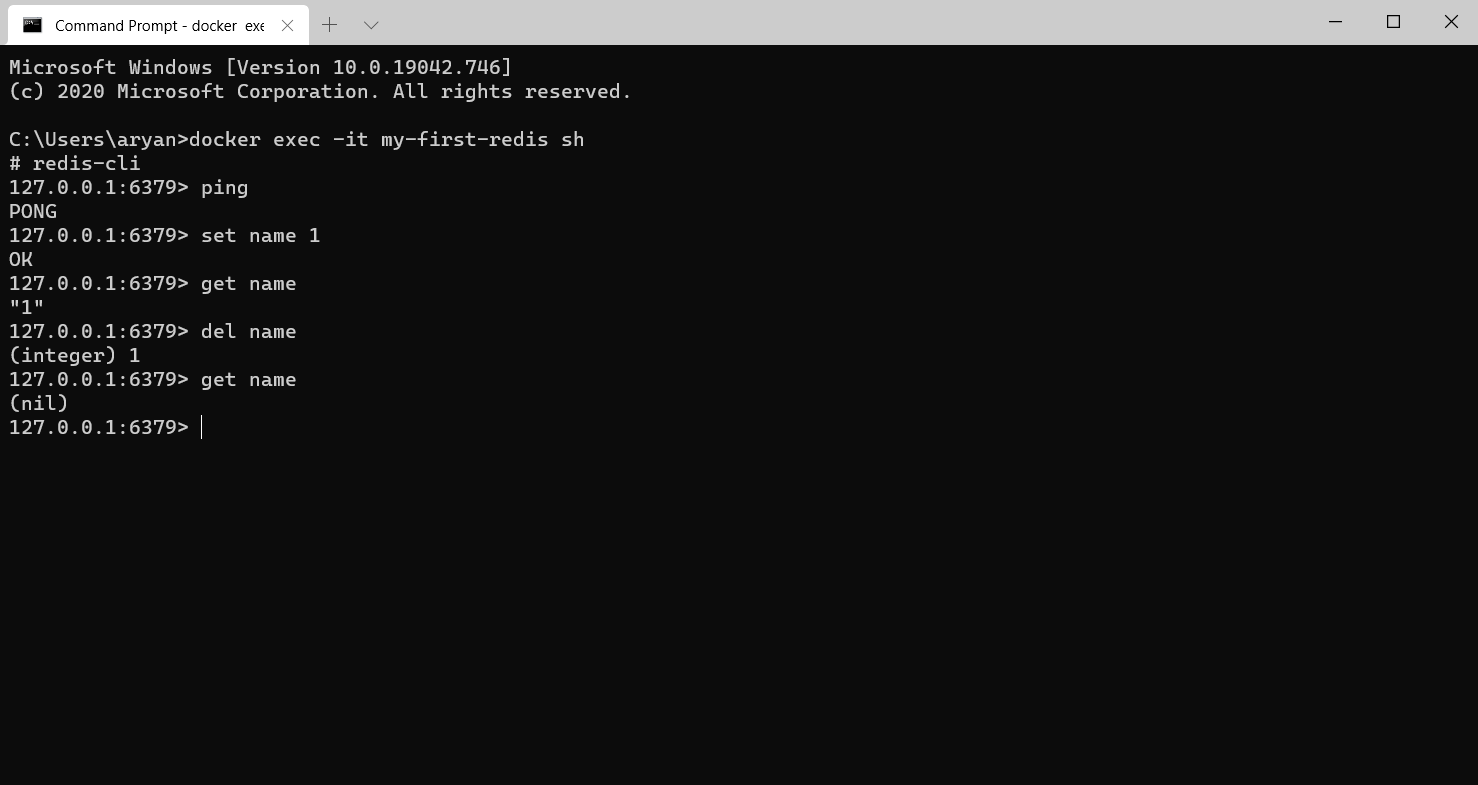 Command Prompt - docker exe
Microsoft Windows [Version 10.0.19042.746]
(c) 2020 Microsoft Corporation. All rights reserved.
C:\Users\aryan>docker exec -it my-first-redis sh
# redis-cli
127.0.0.1:6379> ping
PONG
127.0.0.1:6379> set name 1
OK
127.0.0.1:6379> get name
"1"
127.0.0.1:6379> del name
(integer) 1
127.0.0.1:6379> get name
(nil)
127.0.0.1:6379>